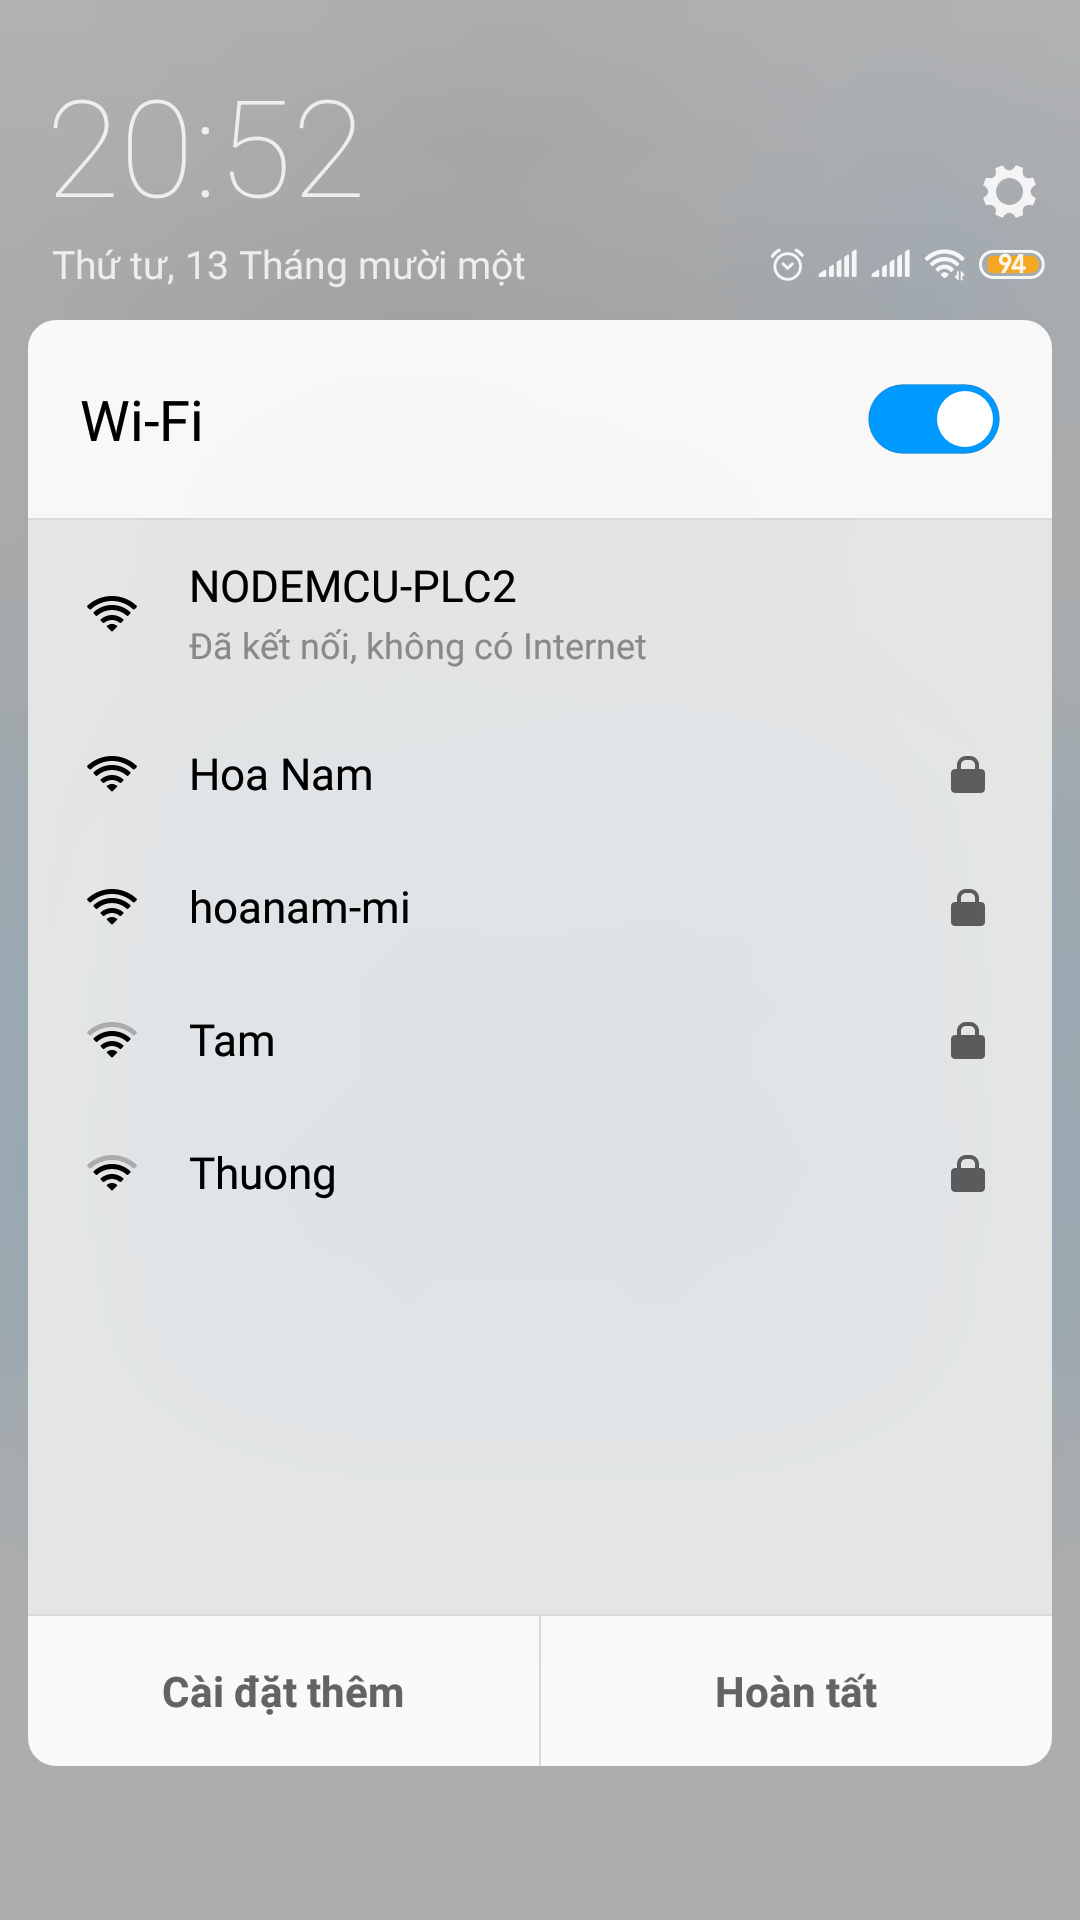 20:52
Thứ tư, 13 Tháng mười một
94
Wi-Fi
NODEMCU-PLC2
Đã kết nối, không có Internet
Hoa Nam
hoanam-mi
Tam
Thuong
Cài đặt thêm
Hoàn tất